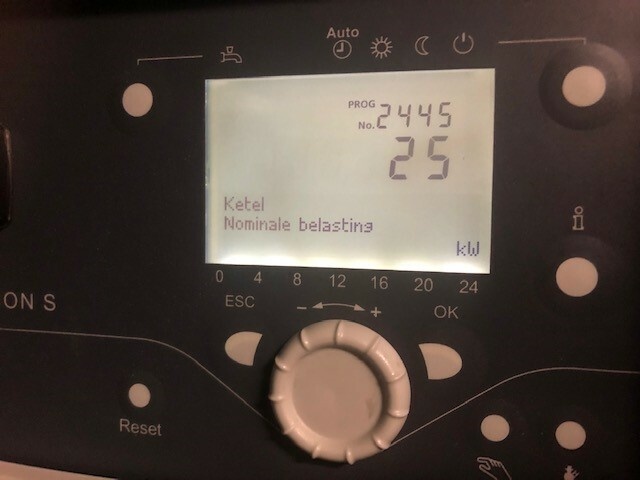 Auto
PROG
No. 2445
25
Ketel
Nominale belasting
kW
0 4 8 12 16 20 24
ESC
- +
OK
ON S
Reset